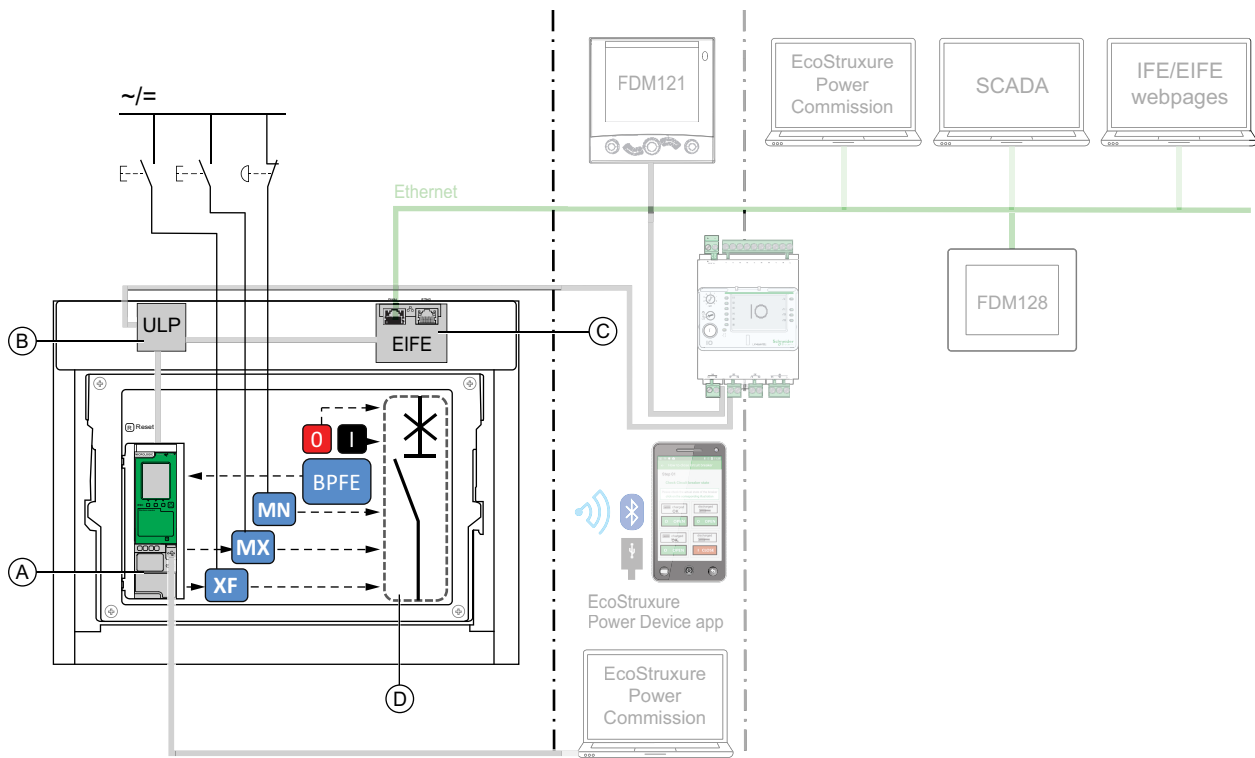 ~/=
FDM121
EcoStruxure
Power
Commission
SCADA
IFE/EIFE
webpages
Ethernet
FDM128
IO
IO
ULP
EIFE
B
C
R Reset
0
I
BPFE
MN
MX
XF
A
D
EcoStruxure
Power Device app
EcoStruxure
Power
Commission